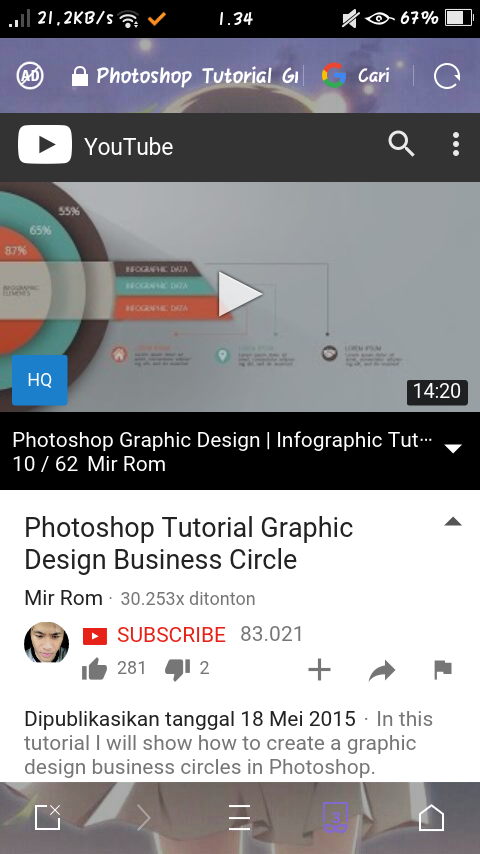 21,2KB/s 1.34 67%
AD Photoshop Tutorial Gr Cari
YouTube
55%
65%
87%
INFOGRAPHIC DATA
INFOGRAPHIC DATA
INFOGRAPHIC DATA
INFOGRAPHIC
ELEMENTS
LOREM IPSUM LOREM IPSUM LOREM IPSUM
HQ
14:20
Photoshop Graphic Design | Infographic Tut...
10 / 62 Mir Rom
Photoshop Tutorial Graphic
Design Business Circle
Mir Rom · 30.253x ditonton
SUBSCRIBE 83.021
281 2
Dipublikasikan tanggal 18 Mei 2015 · In this
tutorial I will show how to create a graphic
design business circles in Photoshop.
3